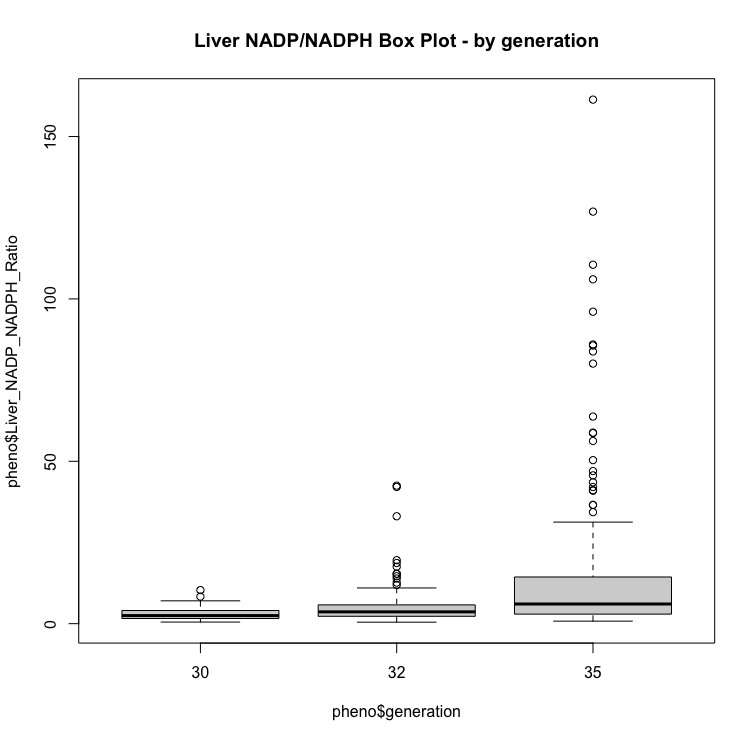 Liver NADP/NADPH Box Plot - by generation
pheno$Liver_NADP_NADPH_Ratio
150
100
50
0
30 32 35
pheno$generation